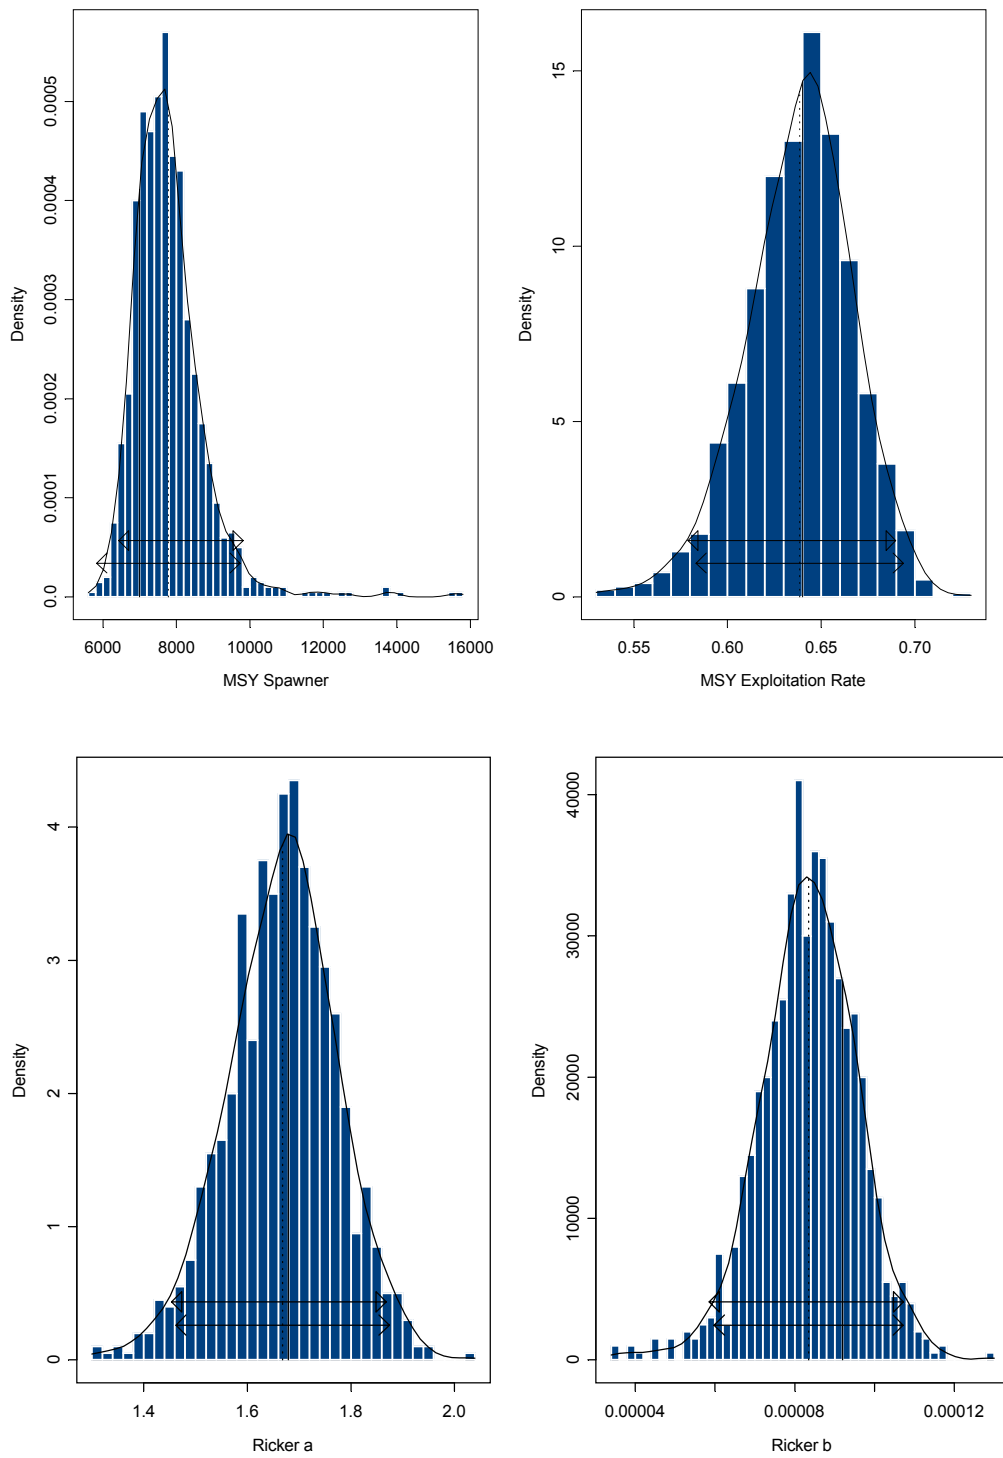 Density
0.0005
0.0004
0.0003
0.0002
0.0001
0.0
6000 8000 10000 12000 14000 16000
MSY Spawner
Density
15
10
5
0
0.55 0.60 0.65 0.70
MSY Exploitation Rate
Density
4
3
2
1
0
1.4 1.6 1.8 2.0
Ricker a
Density
40000
30000
20000
10000
0
0.00004 0.00008 0.00012
Ricker b